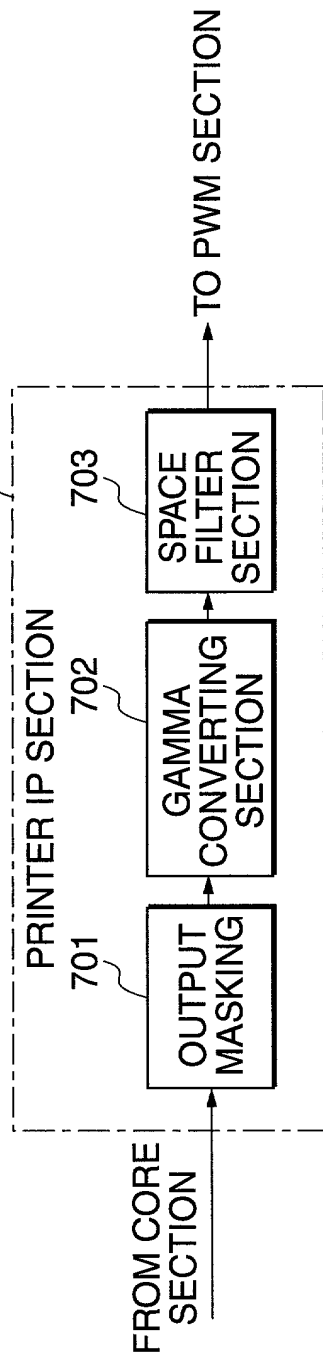 PRINTER IP SECTION
FROM CORE
SECTION
701
OUTPUT
MASKING
702
GAMMA
CONVERTING
SECTION
703
SPACE
FILTER
SECTION
TO PWM SECTION